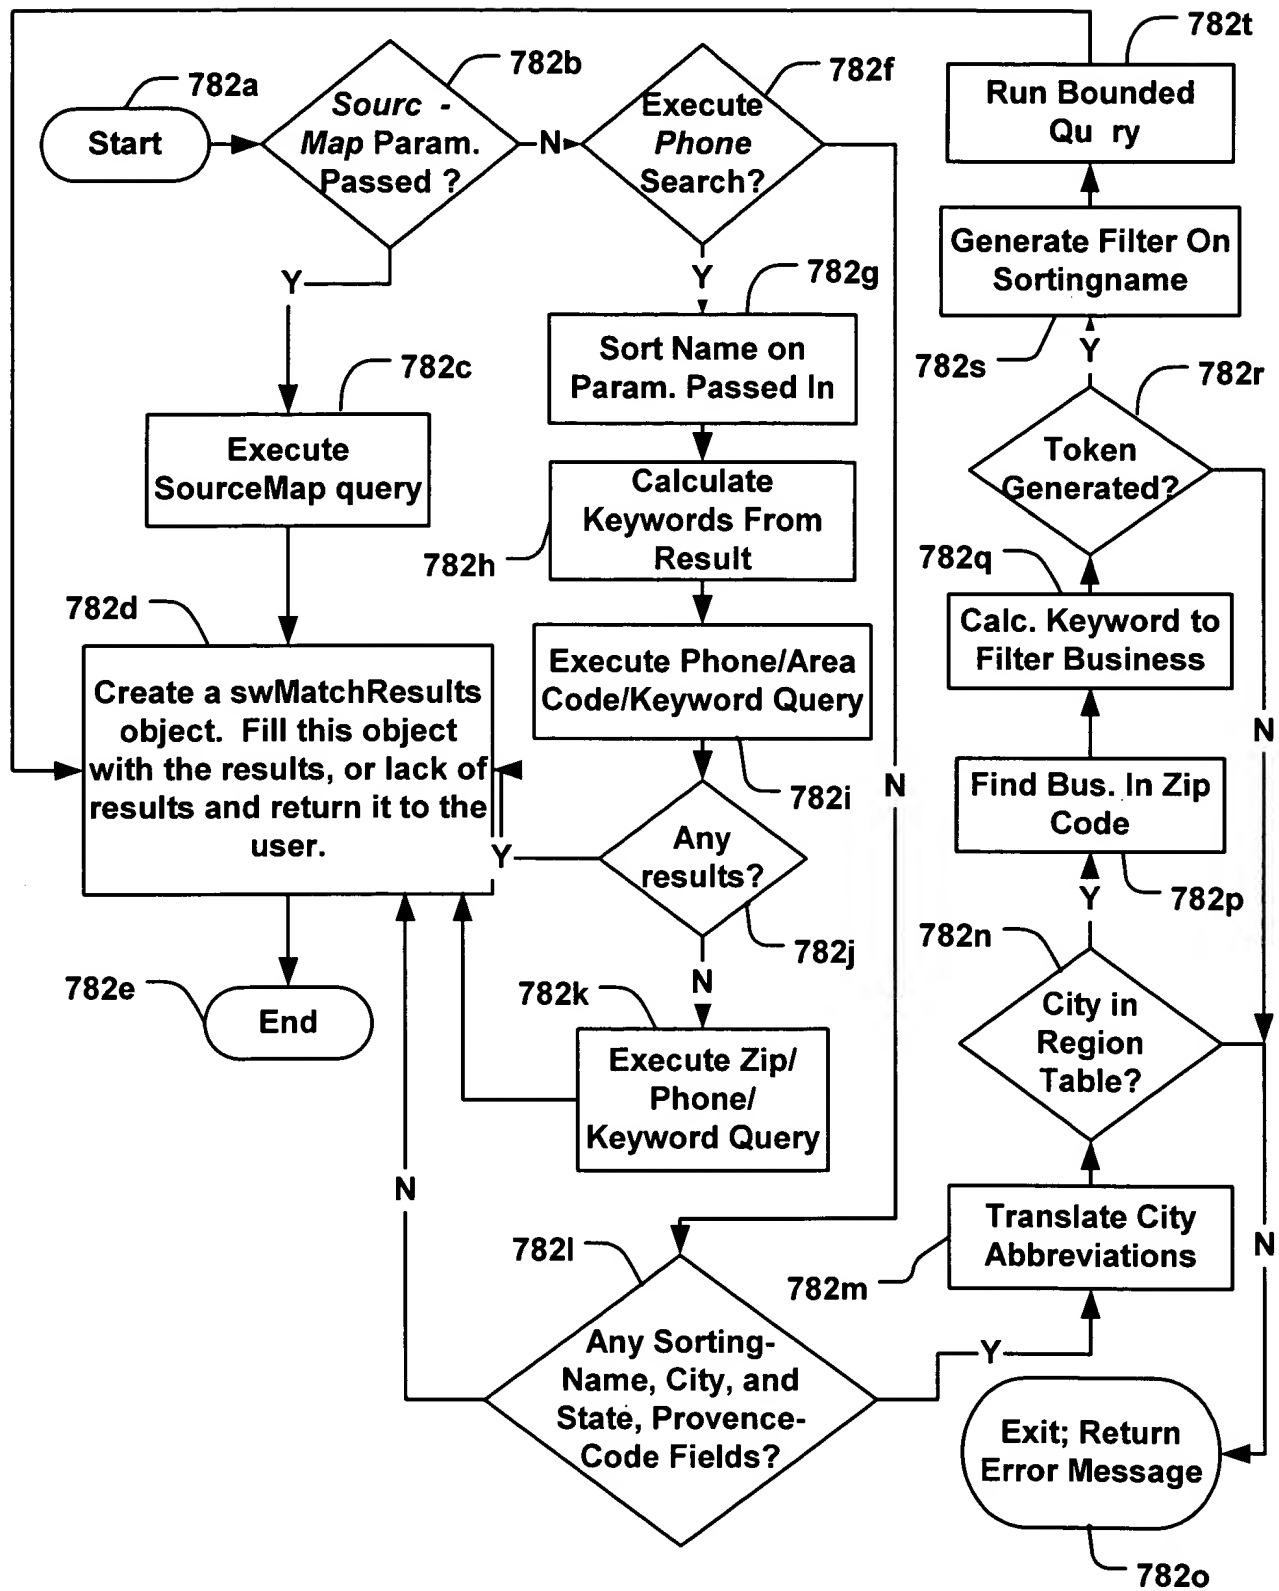 782a
Start
782b
Sourc -
Map Param.
Passed ?
N
Y
782c
Execute
SourceMap query
782d
Create a swMatchResults
object. Fill this object
with the results, or lack of
results and return it to the
user.
782e
End
782f
Execute
Phone
Search?
Y
N
782g
Sort Name on
Param. Passed In
782h
Calculate
Keywords From
Result
Execute Phone/Area
Code/Keyword Query
782i
Any
results?
782j
Y
N
782k
Execute Zip/
Phone/
Keyword Query
782l
Any Sorting-
Name, City, and
State, Provence-
Code Fields?
N
Y
782m
Translate City
Abbreviations
782n
City in
Region
Table?
Y
N
Exit; Return
Error Message
782o
Find Bus. In Zip
Code
782p
782q
Calc. Keyword to
Filter Business
782r
Token
Generated?
Y
N
782s
Generate Filter On
Sortingname
782t
Run Bounded
Qu ry